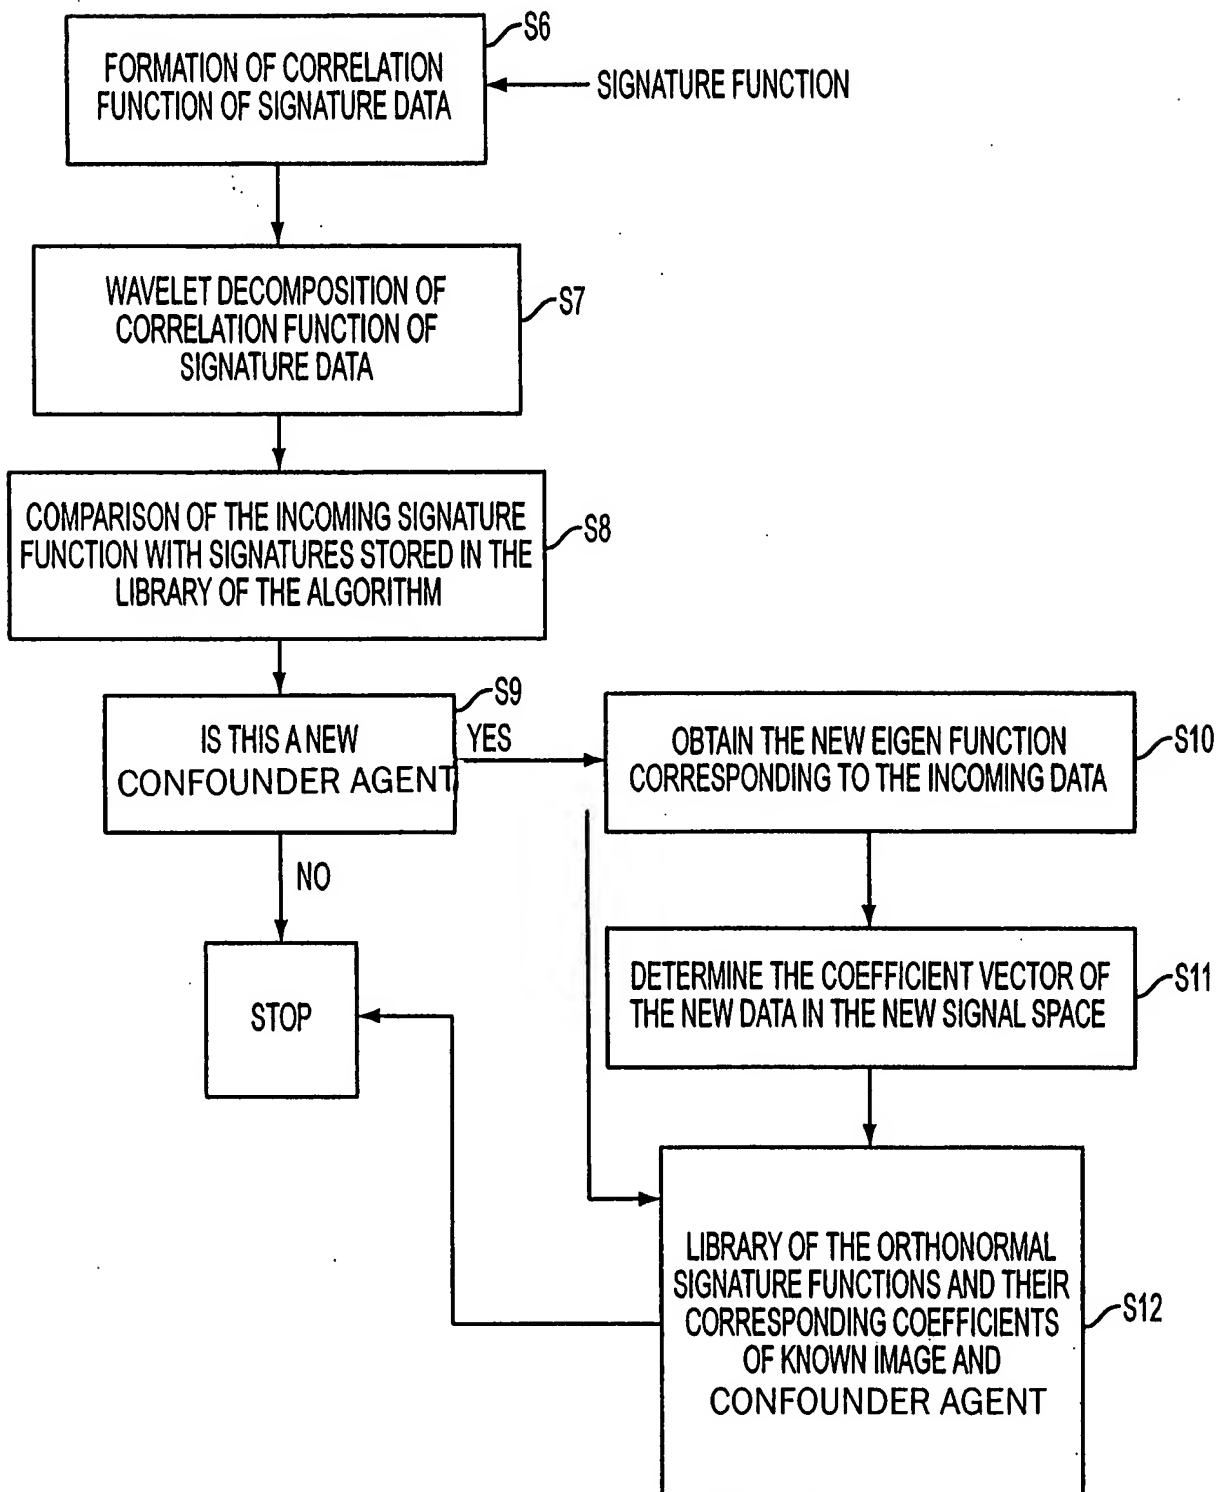 S6
FORMATION OF CORRELATION
FUNCTION OF SIGNATURE DATA
SIGNATURE FUNCTION
WAVELET DECOMPOSITION OF
CORRELATION FUNCTION OF
SIGNATURE DATA
S7
COMPARISON OF THE INCOMING SIGNATURE
FUNCTION WITH SIGNATURES STORED IN THE
LIBRARY OF THE ALGORITHM
S8
S9
IS THIS A NEW
CONFOUNDER AGENT
YES
NO
STOP
OBTAIN THE NEW EIGEN FUNCTION
CORRESPONDING TO THE INCOMING DATA
S10
DETERMINE THE COEFFICIENT VECTOR OF
THE NEW DATA IN THE NEW SIGNAL SPACE
S11
LIBRARY OF THE ORTHONORMAL
SIGNATURE FUNCTIONS AND THEIR
CORRESPONDING COEFFICIENTS
OF KNOWN IMAGE AND
CONFOUNDER AGENT
S12